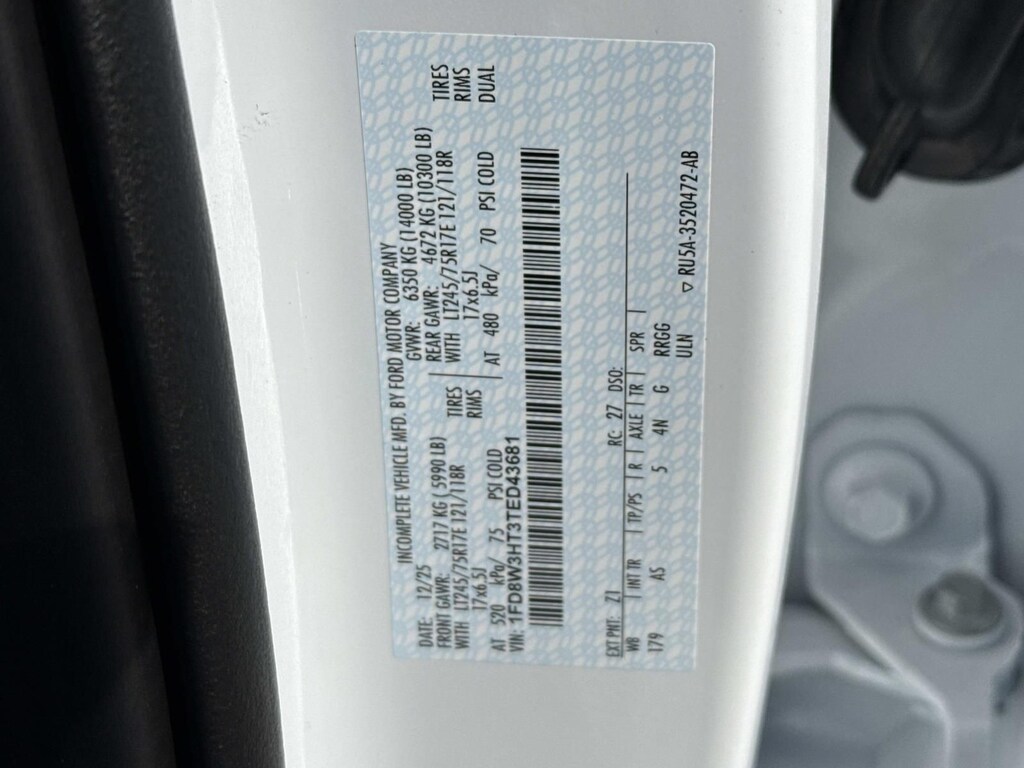 INCOMPLETE VEHICLE MFD. BY FORD MOTOR COMPANY
DATE: 12/25 GVWR: 6350 KG (14000 LB)
FRONT GAWR: 2717 KG ( 5990 LB) REAR GAWR: 4672 KG (10300 LB)
WITH LT245/75R17E 121/118R TIRES WITH LT245/75R17E 121/118R TIRES
17x6.5J RIMS 17x6.5J RIMS
AT 520 kPa/ 75 PSI COLD AT 480 kPa/ 70 PSI COLD DUAL
VIN: 1FD8W3HT3TED43681
EXT PNT: Z1 RC: 27 DSO:
WB | INT TR | TP/PS | R | AXLE | TR | SPR |
179 AS 5 4N G RRGG
ULN
▽ RU5A-3520472-AB